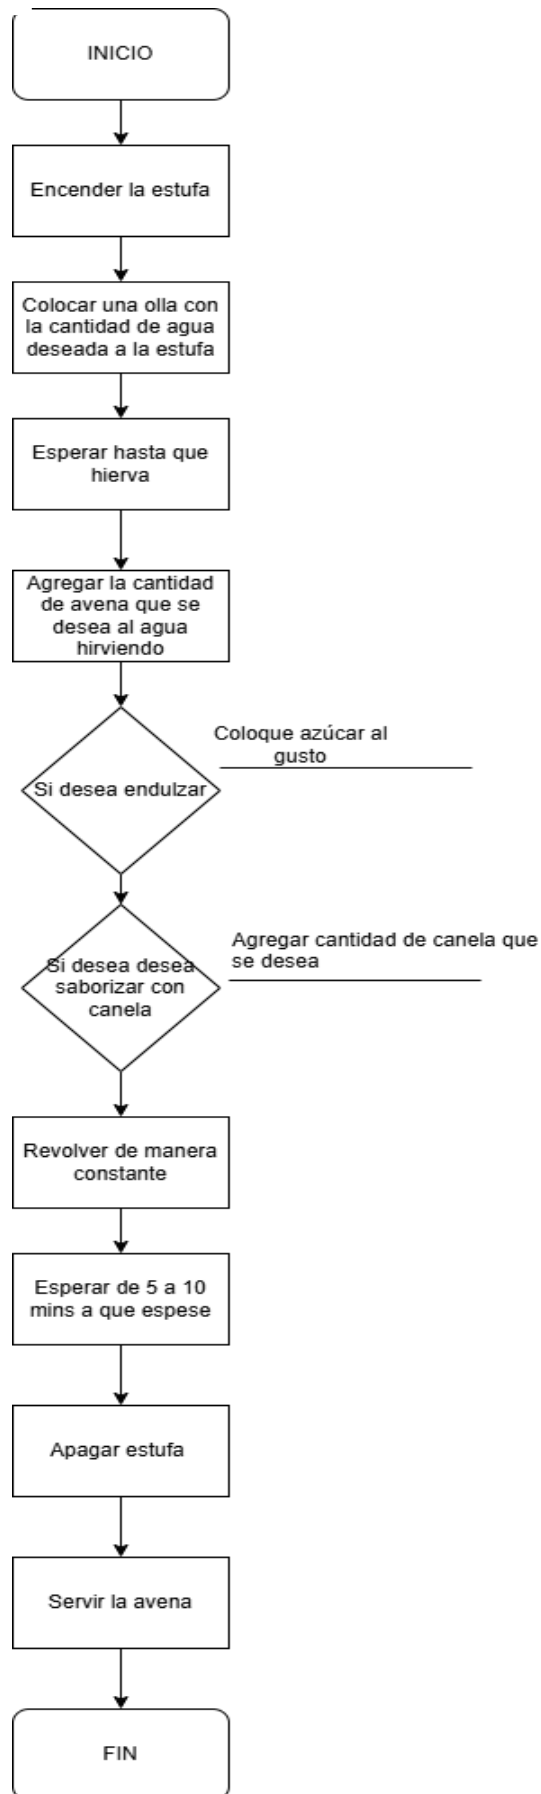 INICIO
Encender la estufa
Colocar una olla con
la cantidad de agua
deseada a la estufa
Esperar hasta que
hierva
Agregar la cantidad
de avena que se
desea al agua
hirviendo
Coloque azúcar al
gusto
Si desea endulzar
Agregar cantidad de canela que
se desea
Si desea desea
saborizar con
canela
Revolver de manera
constante
Esperar de 5 a 10
mins a que espese
Apagar estufa
Servir la avena
FIN